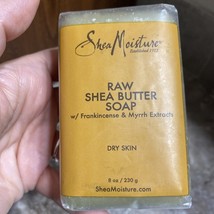 SheaMoisture
Established 1912
RAW
SHEA BUTTER
SOAP
w/ Frankincense & Myrrh Extracts
DRY SKIN
8 oz / 230 g
SheaMoisture.com